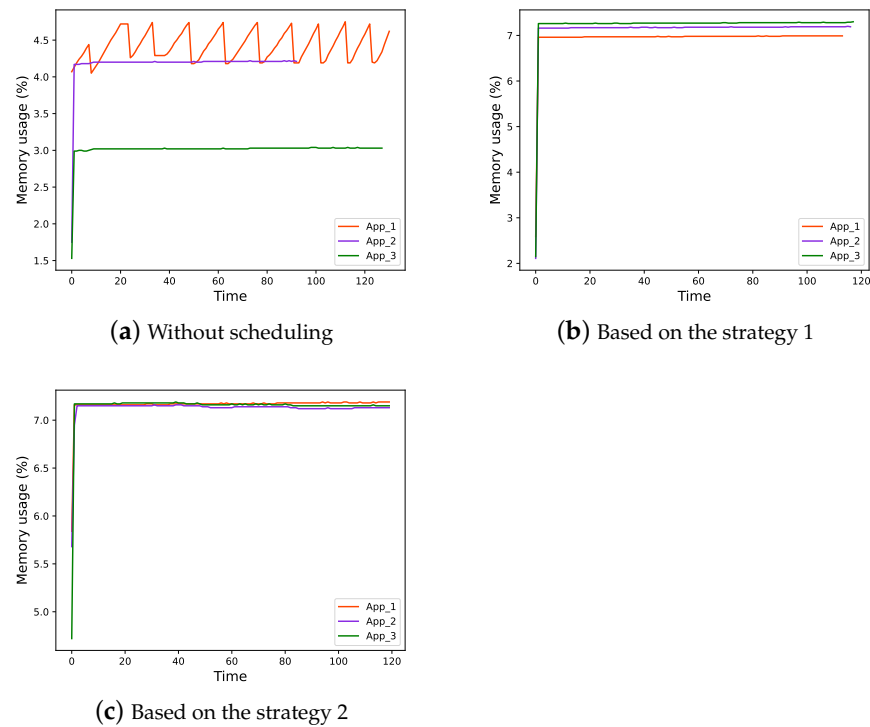 4.5
4.0
3.5
3.0
2.5
2.0
1.5
Memory usage (%)
0 20 40 60 80 100 120
Time
App_1
App_2
App_3
(a) Without scheduling
7
6
5
4
3
2
Memory usage (%)
0 20 40 60 80 100 120
Time
App_1
App_2
App_3
(b) Based on the strategy 1
7.0
6.5
6.0
5.5
5.0
Memory usage (%)
0 20 40 60 80 100 120
Time
App_1
App_2
App_3
(c) Based on the strategy 2